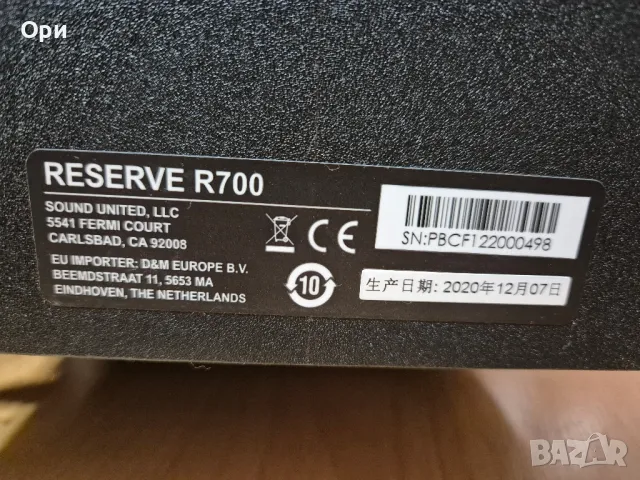 Ори
RESERVE R700
SOUND UNITED, LLC
5541 FERMI COURT
CARLSBAD, CA 92008
EU IMPORTER; D&M EUROPE B.V.
BEEMDSTRAAT 11, 5653 MA
EINDHOVEN, THE NETHERLANDS
CE
10
SN:PBCF122000498
生产日期: 2020年12月07日
BAZAR